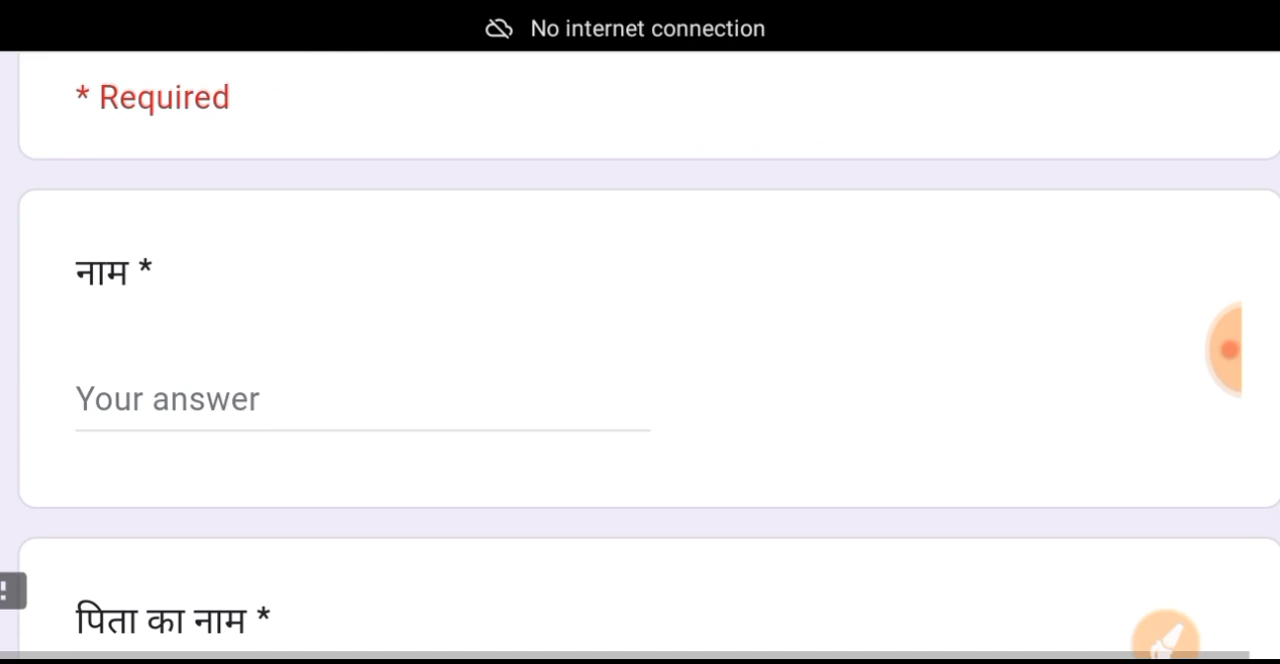 No internet connection
* Required
नाम *
Your answer
पिता का नाम *